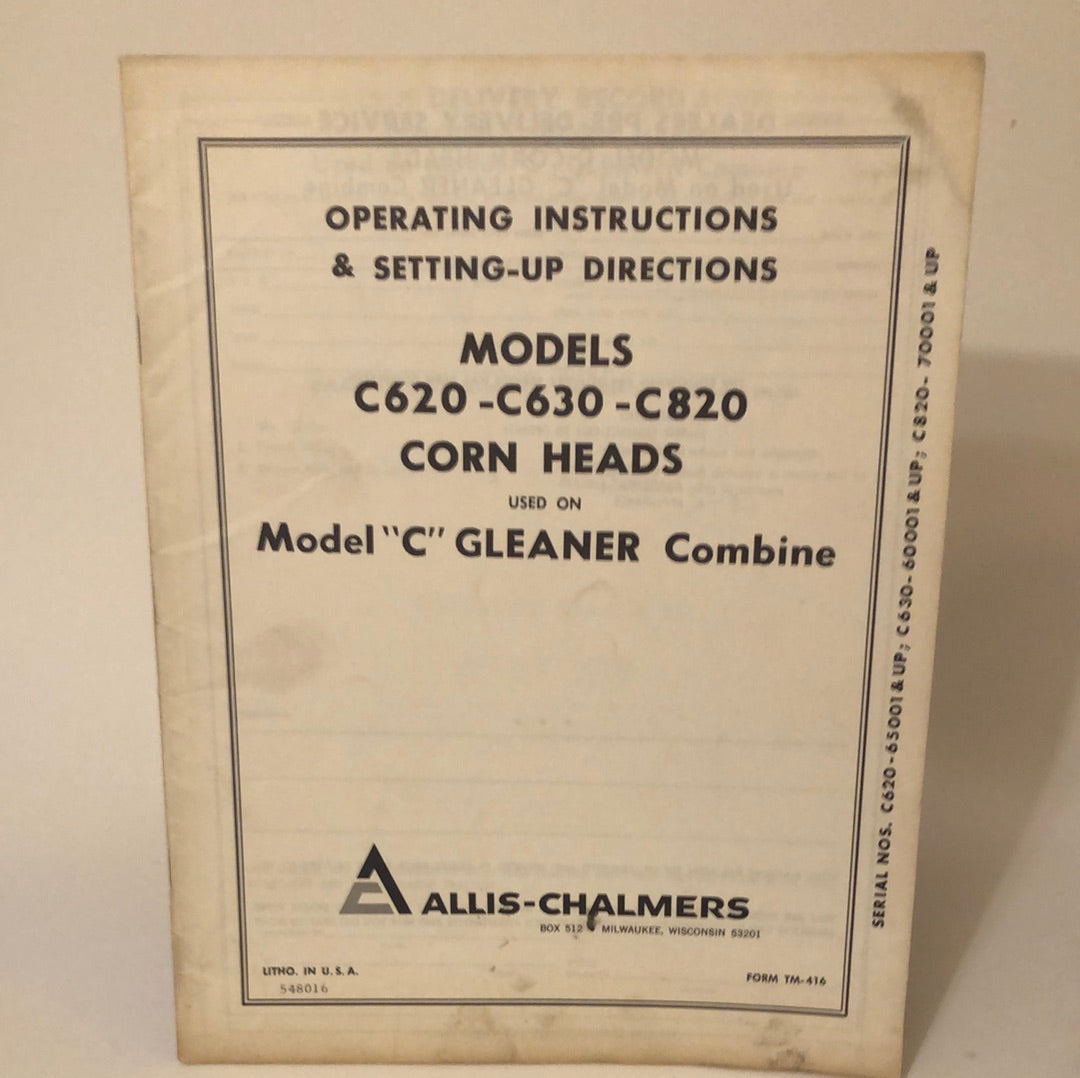 OPERATING INSTRUCTIONS
& SETTING-UP DIRECTIONS
MODELS
C620 -C630 -C820
CORN HEADS
USED ON
Model "C" GLEANER Combine
ALLIS-CHALMERS
BOX 512 MILWAUKEE, WISCONSIN 53201
LITHO. IN U. S. A.
548016
FORM TM-416
SERIAL NOS. C620-65001 & UP; C630-60001 & UP; C820-70001 & UP